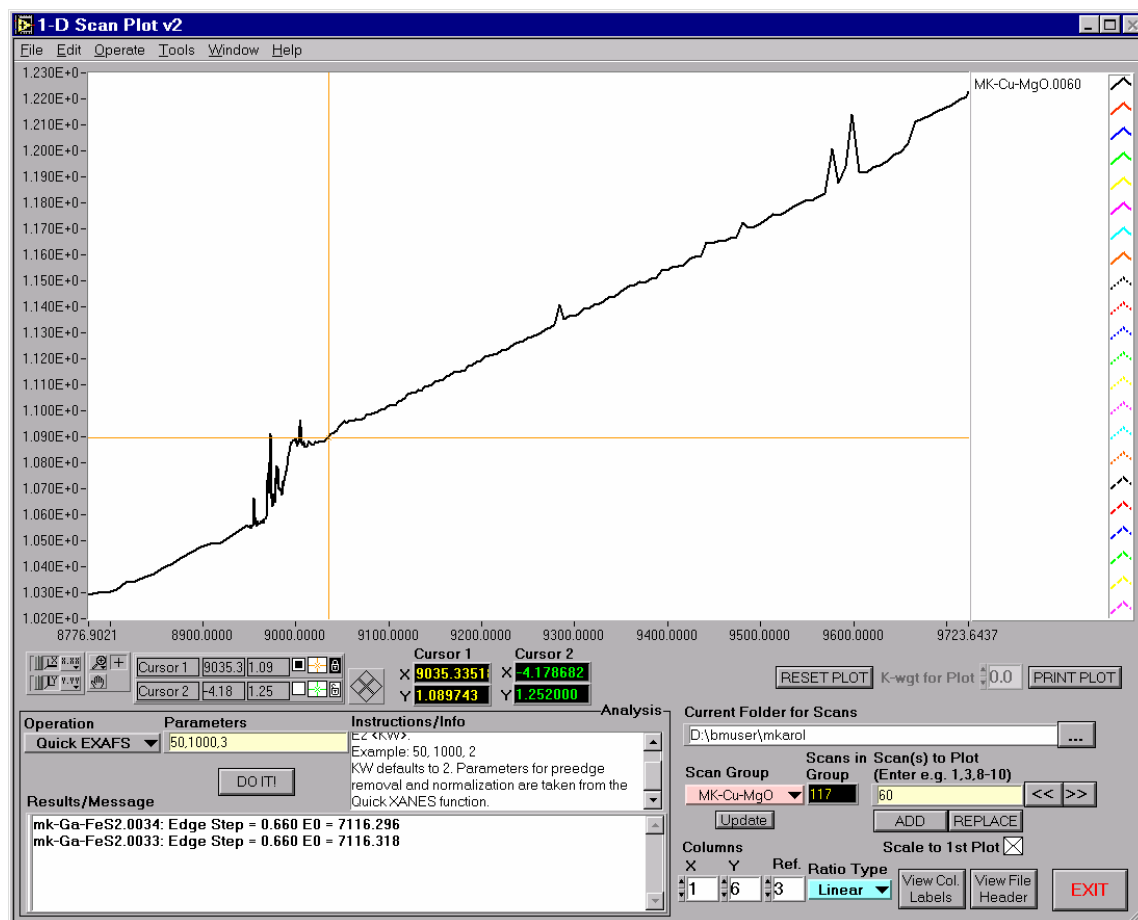 1-D Scan Plot v2
File Edit Operate Tools Window Help
1.230E+0
1.220E+0
1.210E+0
1.200E+0
1.190E+0
1.180E+0
1.170E+0
1.160E+0
1.150E+0
1.140E+0
1.130E+0
1.120E+0
1.110E+0
1.100E+0
1.090E+0
1.080E+0
1.070E+0
1.060E+0
1.050E+0
1.040E+0
1.030E+0
1.020E+0
MK-Cu-MgO.0060
8776.9021 8900.0000 9000.0000 9100.0000 9200.0000 9300.0000 9400.0000 9500.0000 9600.0000 9723.6437
Cursor 1 9035.3 1.09
Cursor 2 -4.18 1.25
Cursor 1 Cursor 2
X 9035.3351 X -4.178682
Y 1.089743 Y 1.252000
RESET PLOT K-wgt for Plot 0.0 PRINT PLOT
Analysis
Operation
Quick EXAFS
Parameters
50,1000,3
DO IT!
Instructions/Info
E2 <KW>.
Example: 50, 1000, 2
KW defaults to 2. Parameters for preedge
removal and normalization are taken from the
Quick XANES function.
Results/Message
mk-Ga-FeS2.0034: Edge Step = 0.660 E0 = 7116.296
mk-Ga-FeS2.0033: Edge Step = 0.660 E0 = 7116.318
Current Folder for Scans
D:\bmuser\mkarol
...
Scan Group
MK-Cu-MgO
Update
Scans in
Group
117
Scan(s) to Plot
(Enter e.g. 1,3,8-10)
60
<< >>
ADD REPLACE
Scale to 1st Plot
Columns
X Y Ref.
1 6 3
Ratio Type
Linear
View Col.
Labels
View File
Header
EXIT